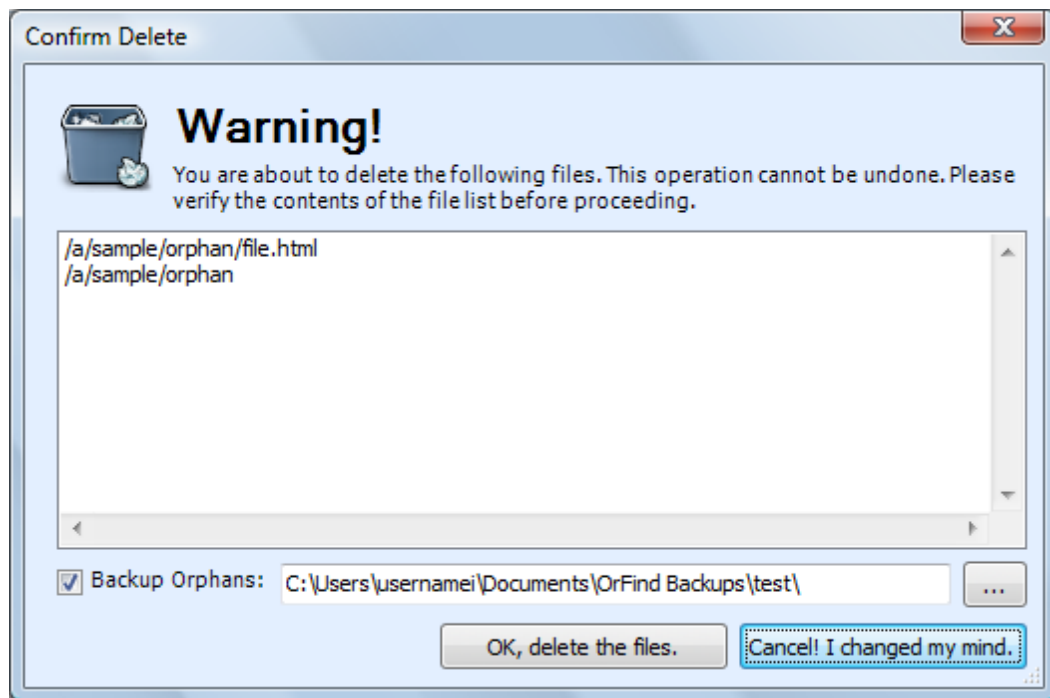 Confirm Delete
Warning!
You are about to delete the following files. This operation cannot be undone. Please
verify the contents of the file list before proceeding.
/a/sample/orphan/file.html
/a/sample/orphan
Backup Orphans: C:\Users\usernamei\Documents\OrFind Backups\test\ ...
OK, delete the files. Cancel! I changed my mind.